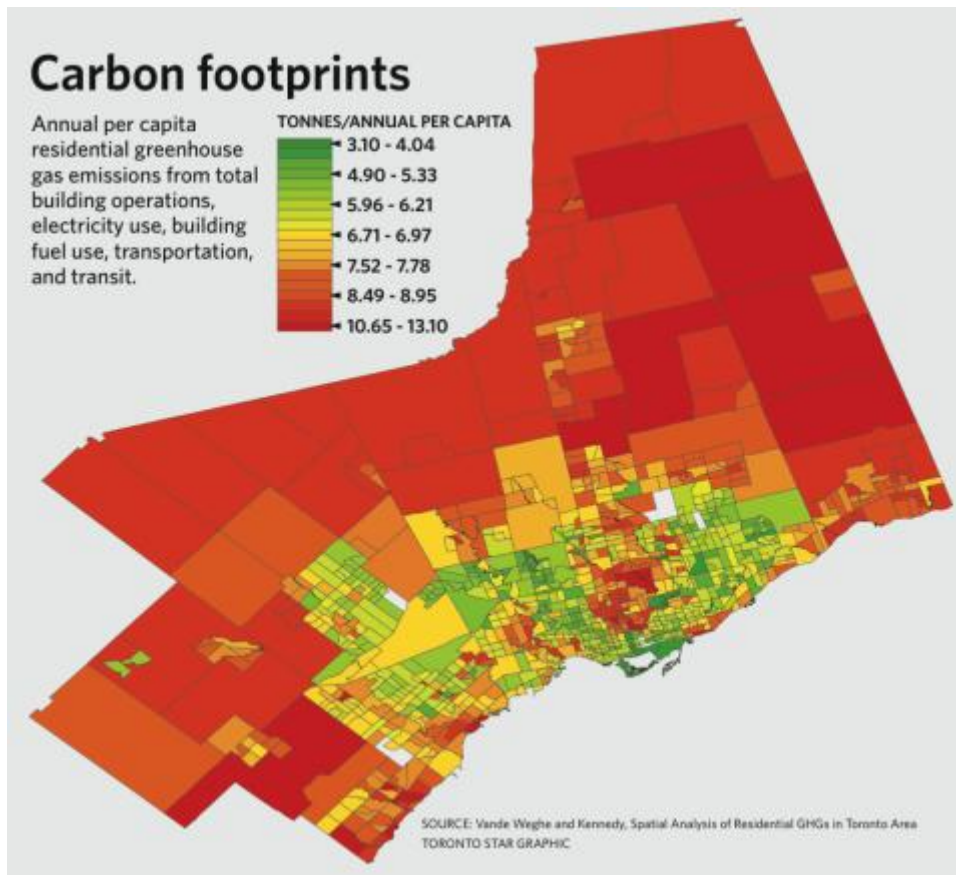 Carbon footprints
Annual per capita
residential greenhouse
gas emissions from total
building operations,
electricity use, building
fuel use, transportation,
and transit.
TONNES/ANNUAL PER CAPITA
3.10 - 4.04
4.90 - 5.33
5.96 - 6.21
6.71 - 6.97
7.52 - 7.78
8.49 - 8.95
10.65 - 13.10
SOURCE: Vande Weghe and Kennedy, Spatial Analysis of Residential GHGs in Toronto Area
TORONTO STAR GRAPHIC